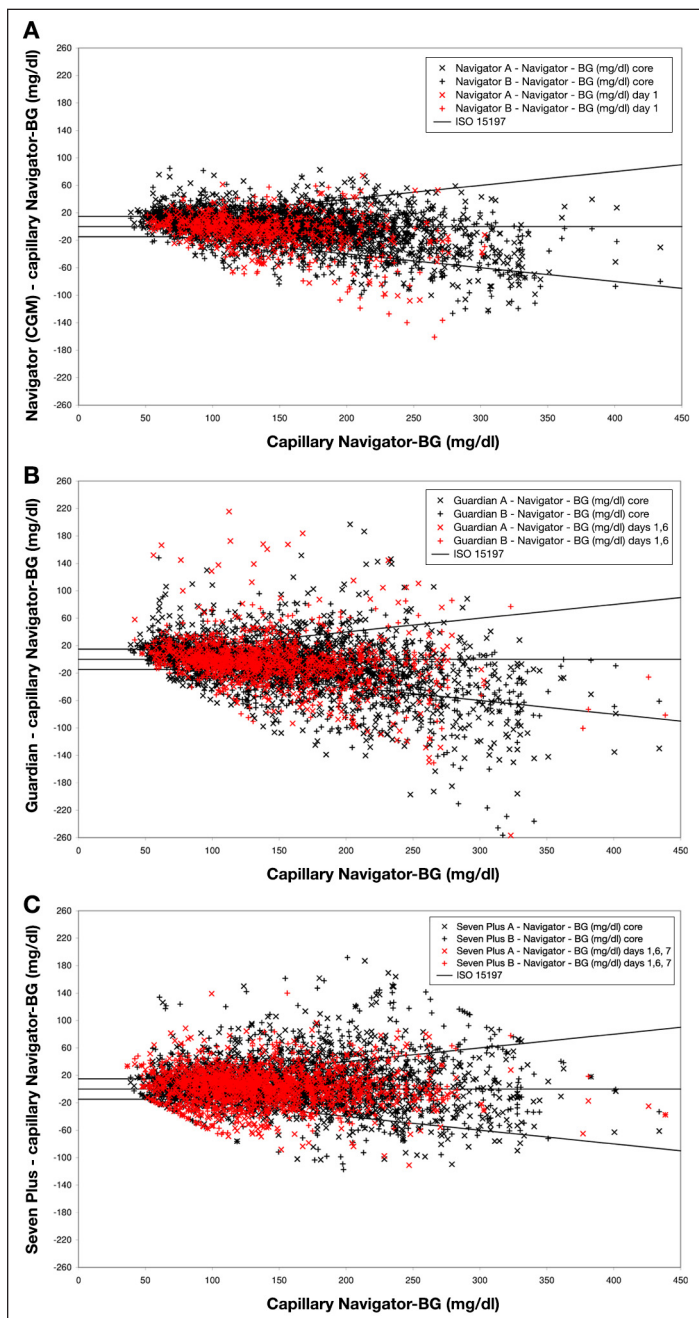 A
Navigator (CGM) - capillary Navigator-BG (mg/dl)
260
220
180
140
100
60
20
-20
-60
-100
-140
-180
-220
-260
× Navigator A - Navigator - BG (mg/dl) core
+ Navigator B - Navigator - BG (mg/dl) core
× Navigator A - Navigator - BG (mg/dl) day 1
+ Navigator B - Navigator - BG (mg/dl) day 1
— ISO 15197
0 50 100 150 200 250 300 350 400 450
Capillary Navigator-BG (mg/dl)
B
Guardian - capillary Navigator-BG (mg/dl)
260
220
180
140
100
60
20
-20
-60
-100
-140
-180
-220
-260
× Guardian A - Navigator - BG (mg/dl) core
+ Guardian B - Navigator - BG (mg/dl) core
× Guardian A - Navigator - BG (mg/dl) days 1,6
+ Guardian B - Navigator - BG (mg/dl) days 1,6
— ISO 15197
0 50 100 150 200 250 300 350 400 450
Capillary Navigator-BG (mg/dl)
C
Seven Plus - capillary Navigator-BG (mg/dl)
260
220
180
140
100
60
20
-20
-60
-100
-140
-180
-220
-260
× Seven Plus A - Navigator - BG (mg/dl) core
+ Seven Plus B - Navigator - BG (mg/dl) core
× Seven Plus A - Navigator - BG (mg/dl) days 1,6, 7
+ Seven Plus B - Navigator - BG (mg/dl) days 1,6, 7
— ISO 15197
0 50 100 150 200 250 300 350 400 450
Capillary Navigator-BG (mg/dl)